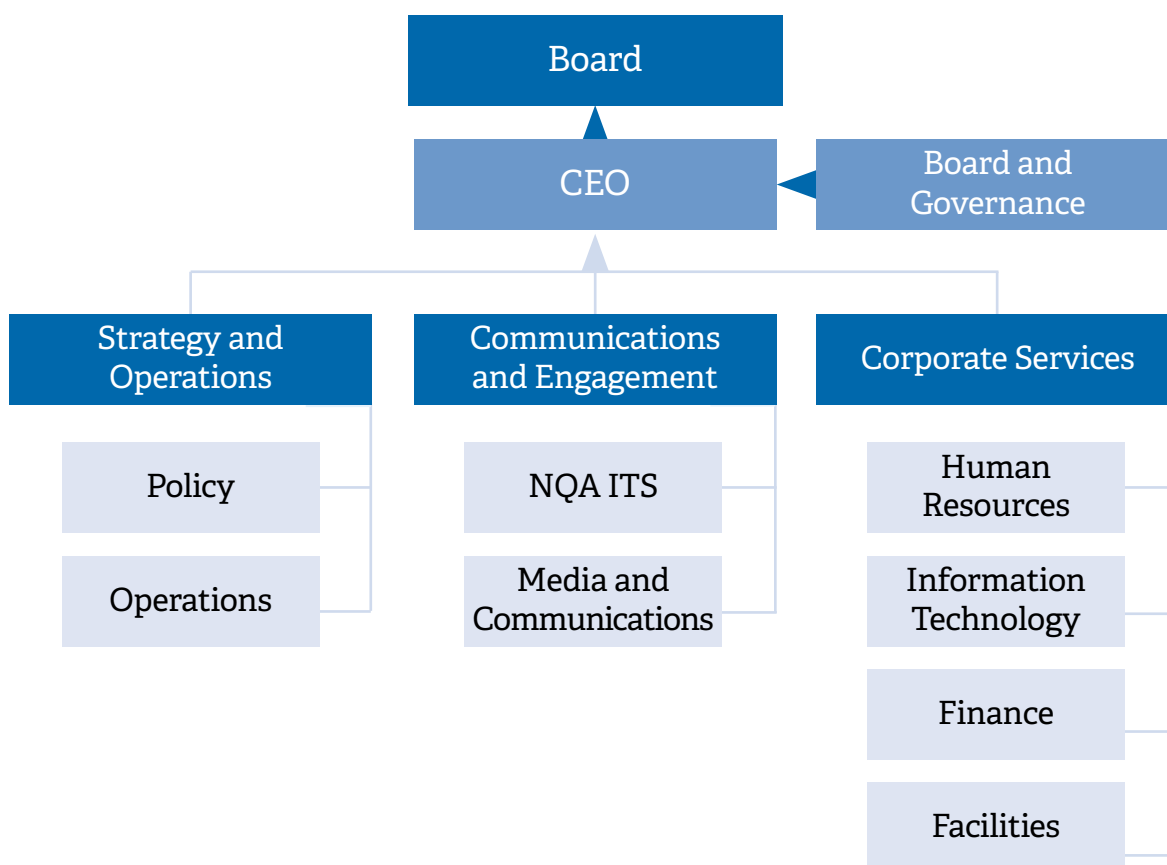 Board
CEO
Board and
Governance
Strategy and
Operations
Communications
and Engagement
Corporate Services
Policy
Operations
NQA ITS
Media and
Communications
Human
Resources
Information
Technology
Finance
Facilities